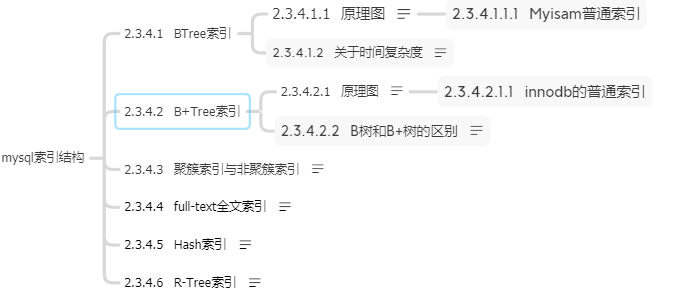 mysql索引结构
2.3.4.1 BTree索引
2.3.4.1.1 原理图
2.3.4.1.1.1 Myisam普通索引
2.3.4.1.2 关于时间复杂度
2.3.4.2 B+Tree索引
2.3.4.2.1 原理图
2.3.4.2.1.1 innodb的普通索引
2.3.4.2.2 B树和B+树的区别
2.3.4.3 聚簇索引与非聚簇索引
2.3.4.4 full-text全文索引
2.3.4.5 Hash索引
2.3.4.6 R-Tree索引